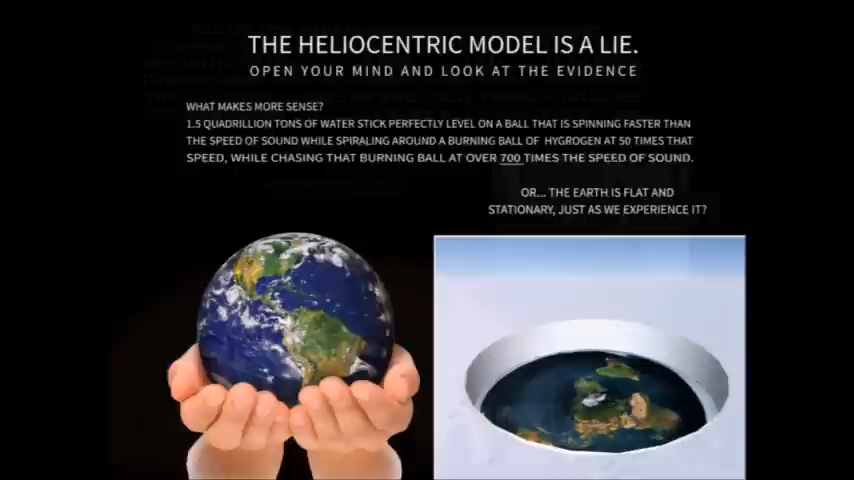 THE HELIOCENTRIC MODEL IS A LIE.
OPEN YOUR MIND AND LOOK AT THE EVIDENCE
WHAT MAKES MORE SENSE?
1.5 QUADRILLION TONS OF WATER STICK PERFECTLY LEVEL ON A BALL THAT IS SPINNING FASTER THAN
THE SPEED OF SOUND WHILE SPIRALING AROUND A BURNING BALL OF HYGROGEN AT 50 TIMES THAT
SPEED, WHILE CHASING THAT BURNING BALL AT OVER 700 TIMES THE SPEED OF SOUND.
OR... THE EARTH IS FLAT AND
STATIONARY, JUST AS WE EXPERIENCE IT?